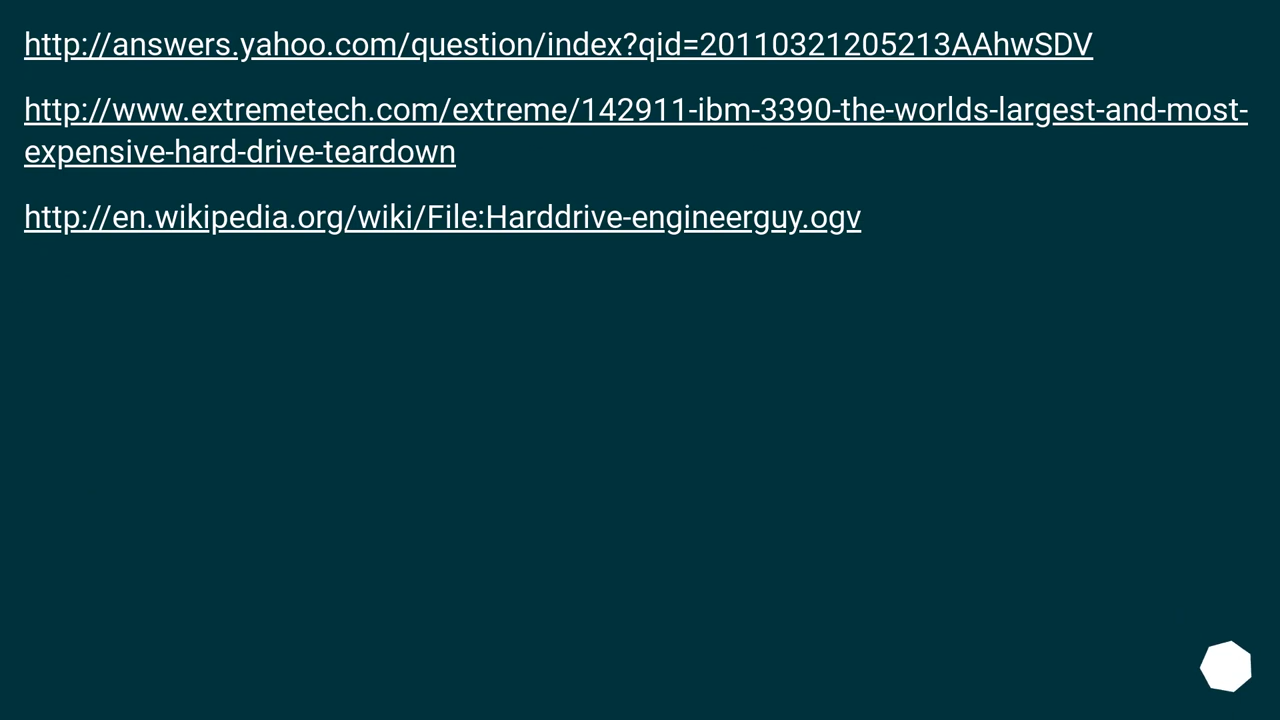 http://answers.yahoo.com/question/index?qid=20110321205213AAhwSDV
http://www.extremetech.com/extreme/142911-ibm-3390-the-worlds-largest-and-most-
expensive-hard-drive-teardown
http://en.wikipedia.org/wiki/File:Harddrive-engineerguy.ogv